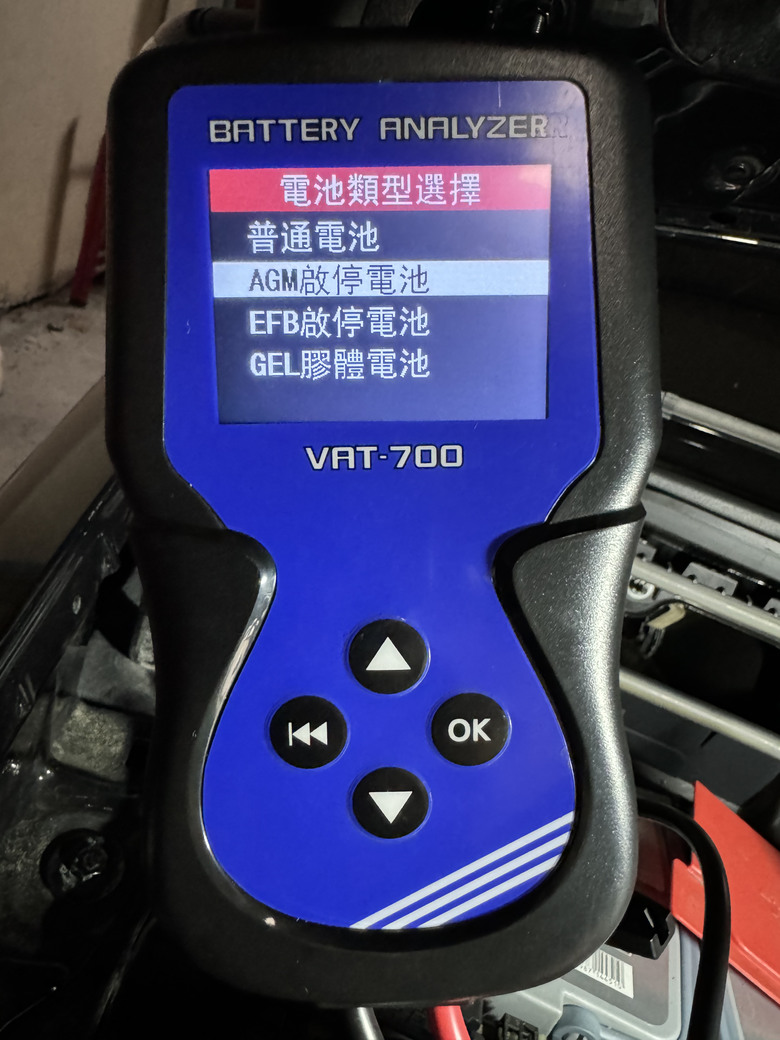 BATTERY ANALYZER
電池類型選擇
普通電池
AGM啟停電池
EFB啟停電池
GEL膠體電池
VAT-700
OK